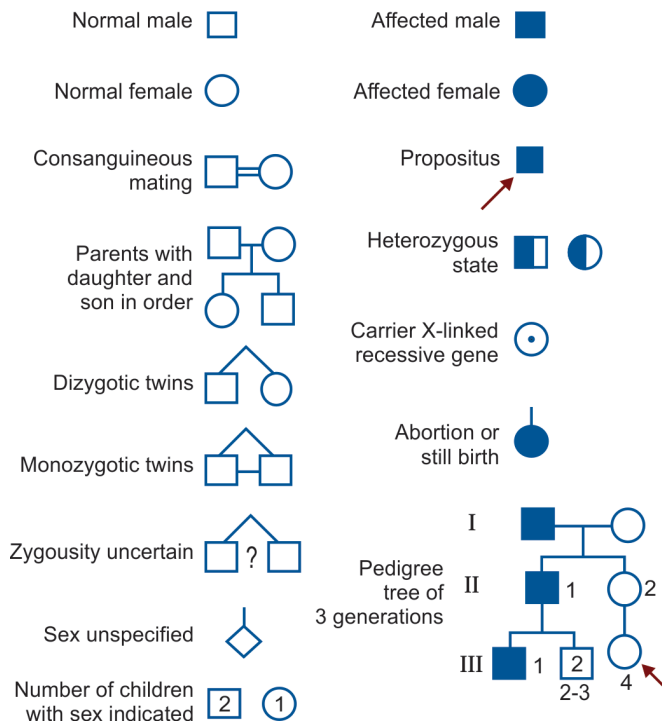 Normal male
Normal female
Consanguineous
mating
Parents with
daughter and
son in order
Dizygotic twins
Monozygotic twins
Zygousity uncertain
?
Sex unspecified
Number of children
with sex indicated
2
1
Affected male
Affected female
Propositus
Heterozygous
state
Carrier X-linked
recessive gene
Abortion or
still birth
Pedigree
tree of
3 generations
I
II
1
2
III
1
2
2-3
4